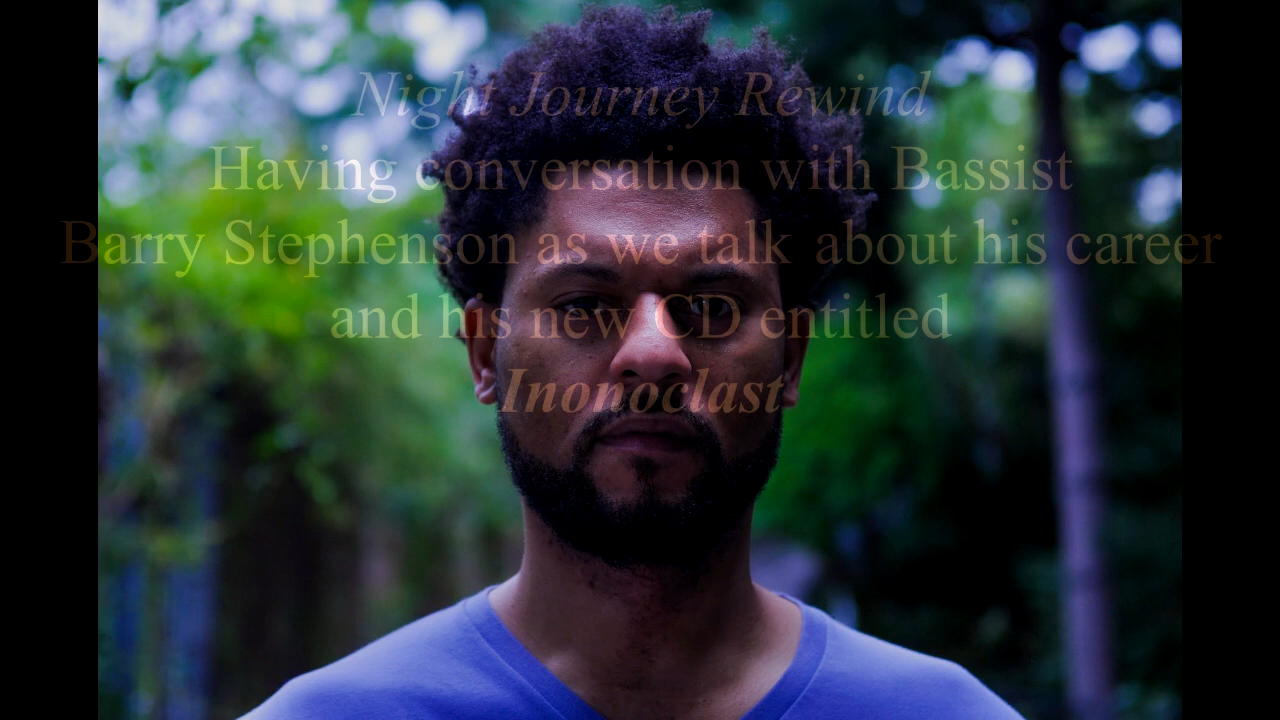 Night Journey Rewind
Having conversation with Bassist
Barry Stephenson as we talk about his career
and his new CD entitled
Inonoclast